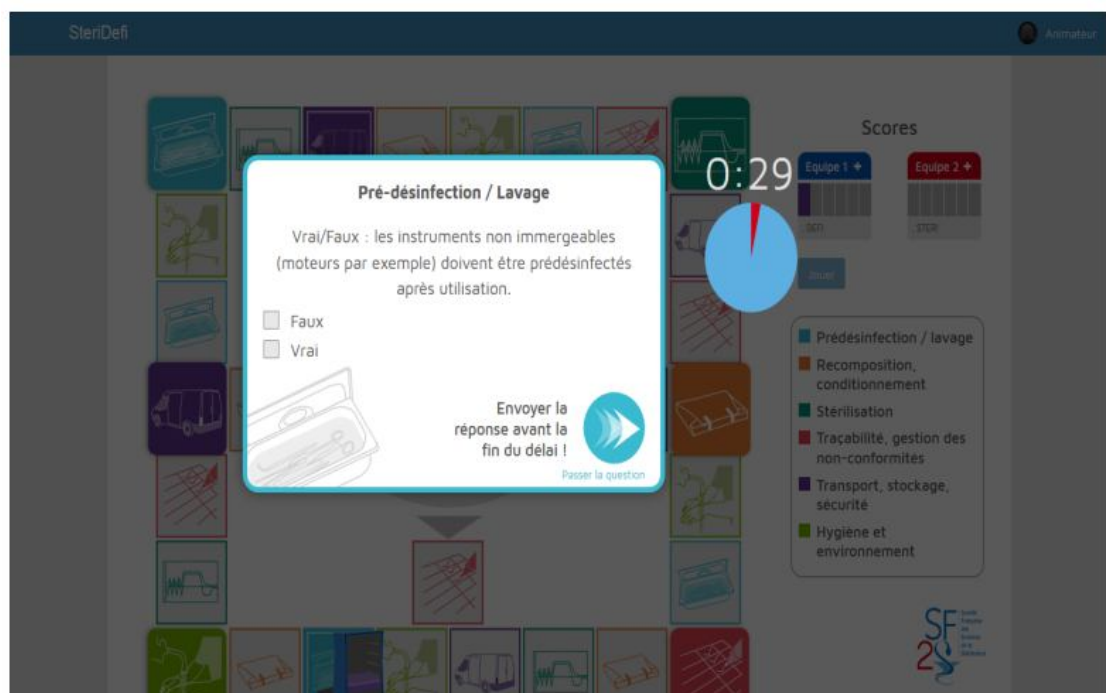 SteriDefi
Animateur
Scores
Equipe 1 +
Equipe 2 +
0:29
Jouer
Pré-désinfection / Lavage
Vrai/Faux : les instruments non immergeables
(moteurs par exemple) doivent être prédésinfectés
après utilisation.
Faux
Vrai
Envoyer la
réponse avant la
fin du délai !
Passer la question
Prédésinfection / lavage
Recomposition,
conditionnement
Stérilisation
Traçabilité, gestion des
non-conformités
Transport, stockage,
sécurité
Hygiène et
environnement
SF
2S